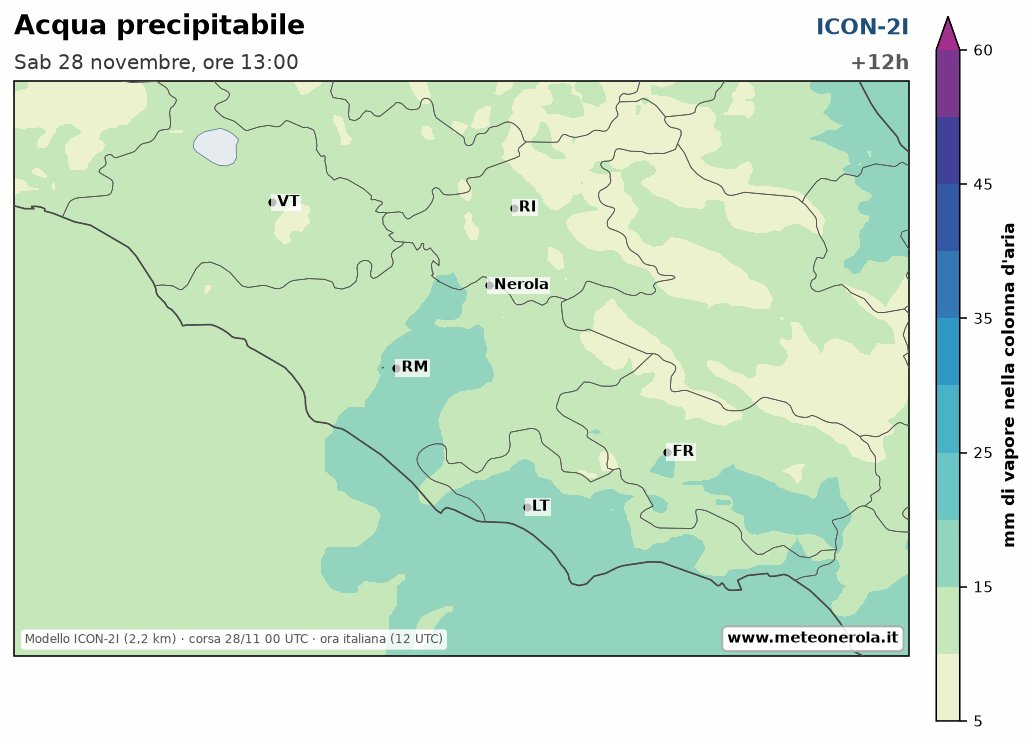 Acqua precipitabile
ICON-2I
Sab 28 novembre, ore 13:00
+12h
60
45
35
25
15
5
mm di vapore nella colonna d'aria
VT
RI
Nerola
RM
FR
LT
Modello ICON-2I (2,2 km) · corsa 28/11 00 UTC · ora italiana (12 UTC)
www.meteonerola.it